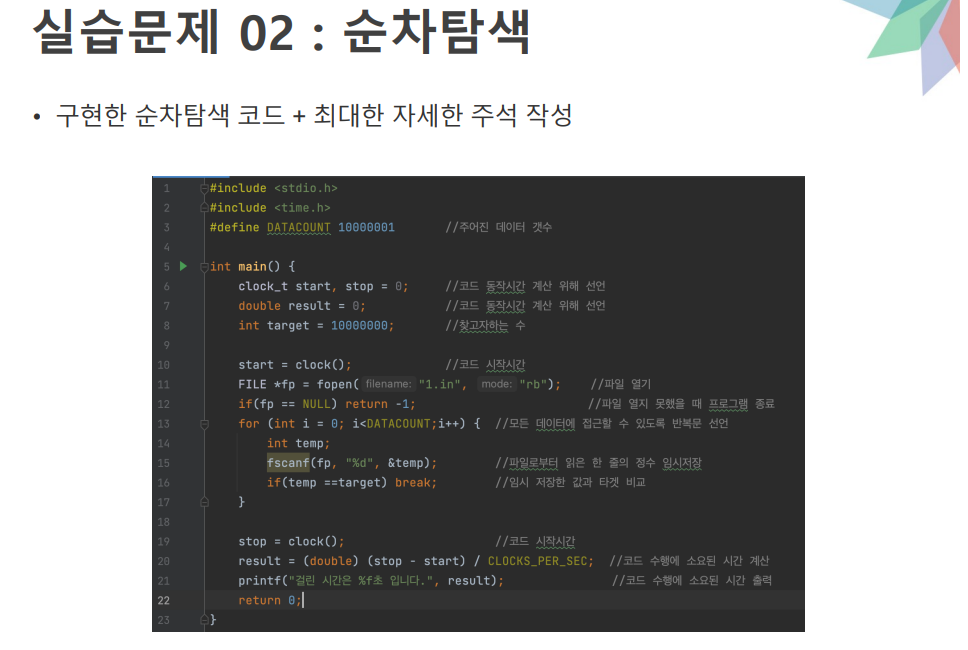 실습문제 02 : 순차탐색
• 구현한 순차탐색 코드 + 최대한 자세한 주석 작성
1 #include <stdio.h>
2 #include <time.h>
3 #define DATACOUNT 10000001 //주어진 데이터 갯수
4
5 int main() {
6 clock_t start, stop = 0; //코드 동작시간 계산 위해 선언
7 double result = 0; //코드 동작시간 계산 위해 선언
8 int target = 10000000; //찾고자하는 수
9
10 start = clock(); //코드 시작시간
11 FILE *fp = fopen( filename: "1.in", mode: "rb"); //파일 열기
12 if(fp == NULL) return -1; //파일 열지 못했을 때 프로그램 종료
13 for (int i = 0; i<DATACOUNT;i++) { //모든 데이터에 접근할 수 있도록 반복문 선언
14 int temp;
15 fscanf(fp, "%d", &temp); //파일로부터 읽은 한 줄의 정수 임시저장
16 if(temp ==target) break; //임시 저장한 값과 타겟 비교
17 }
18
19 stop = clock(); //코드 시작시간
20 result = (double) (stop - start) / CLOCKS_PER_SEC; //코드 수행에 소요된 시간 계산
21 printf("걸린 시간은 %f초 입니다.", result); //코드 수행에 소요된 시간 출력
22 return 0;
23 }